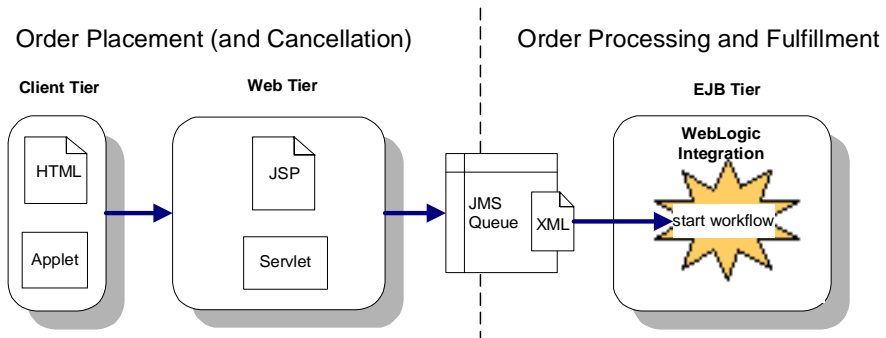 Order Placement (and Cancellation)
Order Processing and Fulfillment
Client Tier
Web Tier
EJB Tier
HTML
Applet
JSP
Servlet
JMS
Queue
XML
WebLogic
Integration
start workflow